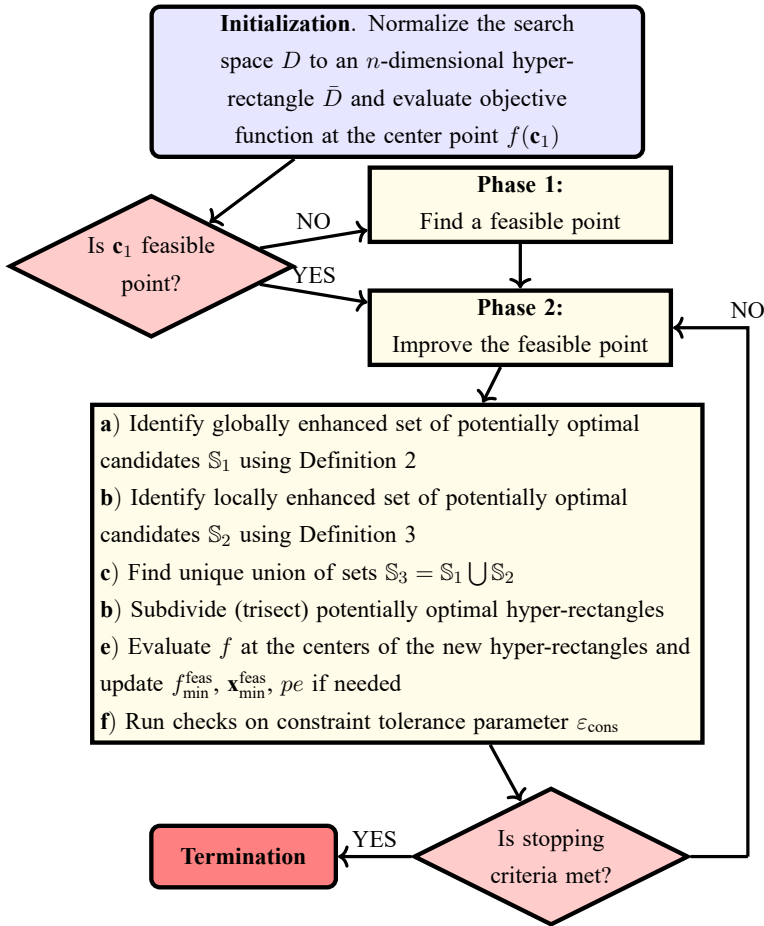 Initialization. Normalize the search
space D to an n-dimensional hyper-
rectangle D̄ and evaluate objective
function at the center point f(c₁)
Is c₁ feasible
point?
NO
YES
Phase 1:
Find a feasible point
Phase 2:
Improve the feasible point
NO
a) Identify globally enhanced set of potentially optimal
candidates 𝕊₁ using Definition 2
b) Identify locally enhanced set of potentially optimal
candidates 𝕊₂ using Definition 3
c) Find unique union of sets 𝕊₃ = 𝕊₁ ⋃ 𝕊₂
b) Subdivide (trisect) potentially optimal hyper-rectangles
e) Evaluate f at the centers of the new hyper-rectangles and
update f_min^feas, x_min^feas, pe if needed
f) Run checks on constraint tolerance parameter ε_cons
Is stopping
criteria met?
YES
Termination